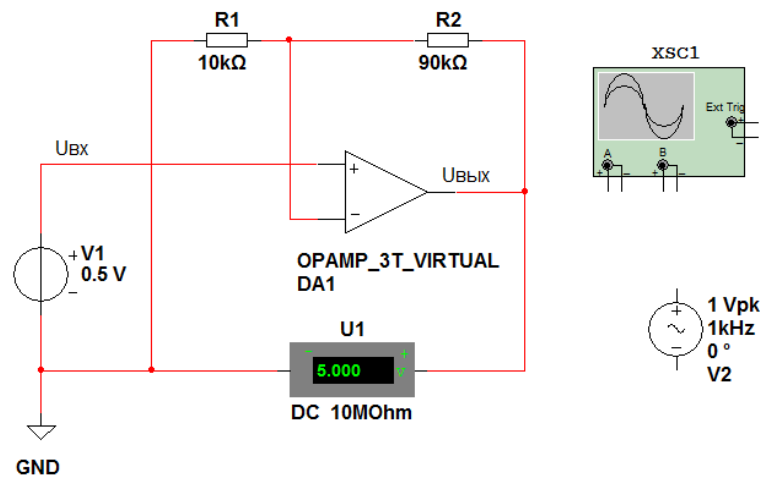 R1
R2
10kΩ
90kΩ
xsc1
Ext Trig
+
−
A
B
+
−
+
−
Uвх
Uвых
+
−
V1
+
0.5 V
−
OPAMP_3T_VIRTUAL
DA1
1 Vpk
1kHz
0 °
V2
+
−
U1
−
+
5.000
V
DC 10MOhm
GND